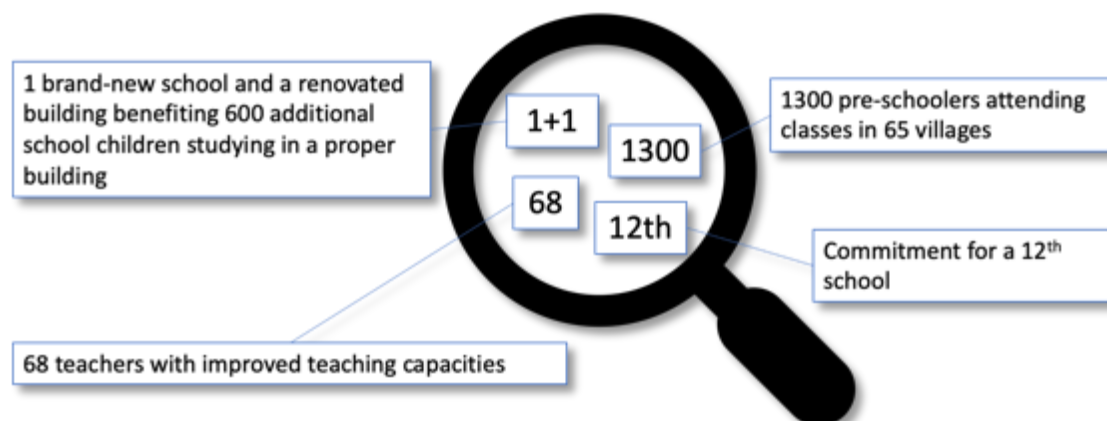 1 brand-new school and a renovated
building benefiting 600 additional
school children studying in a proper
building
1+1
1300
68
12th
1300 pre-schoolers attending
classes in 65 villages
Commitment for a 12th
school
68 teachers with improved teaching capacities